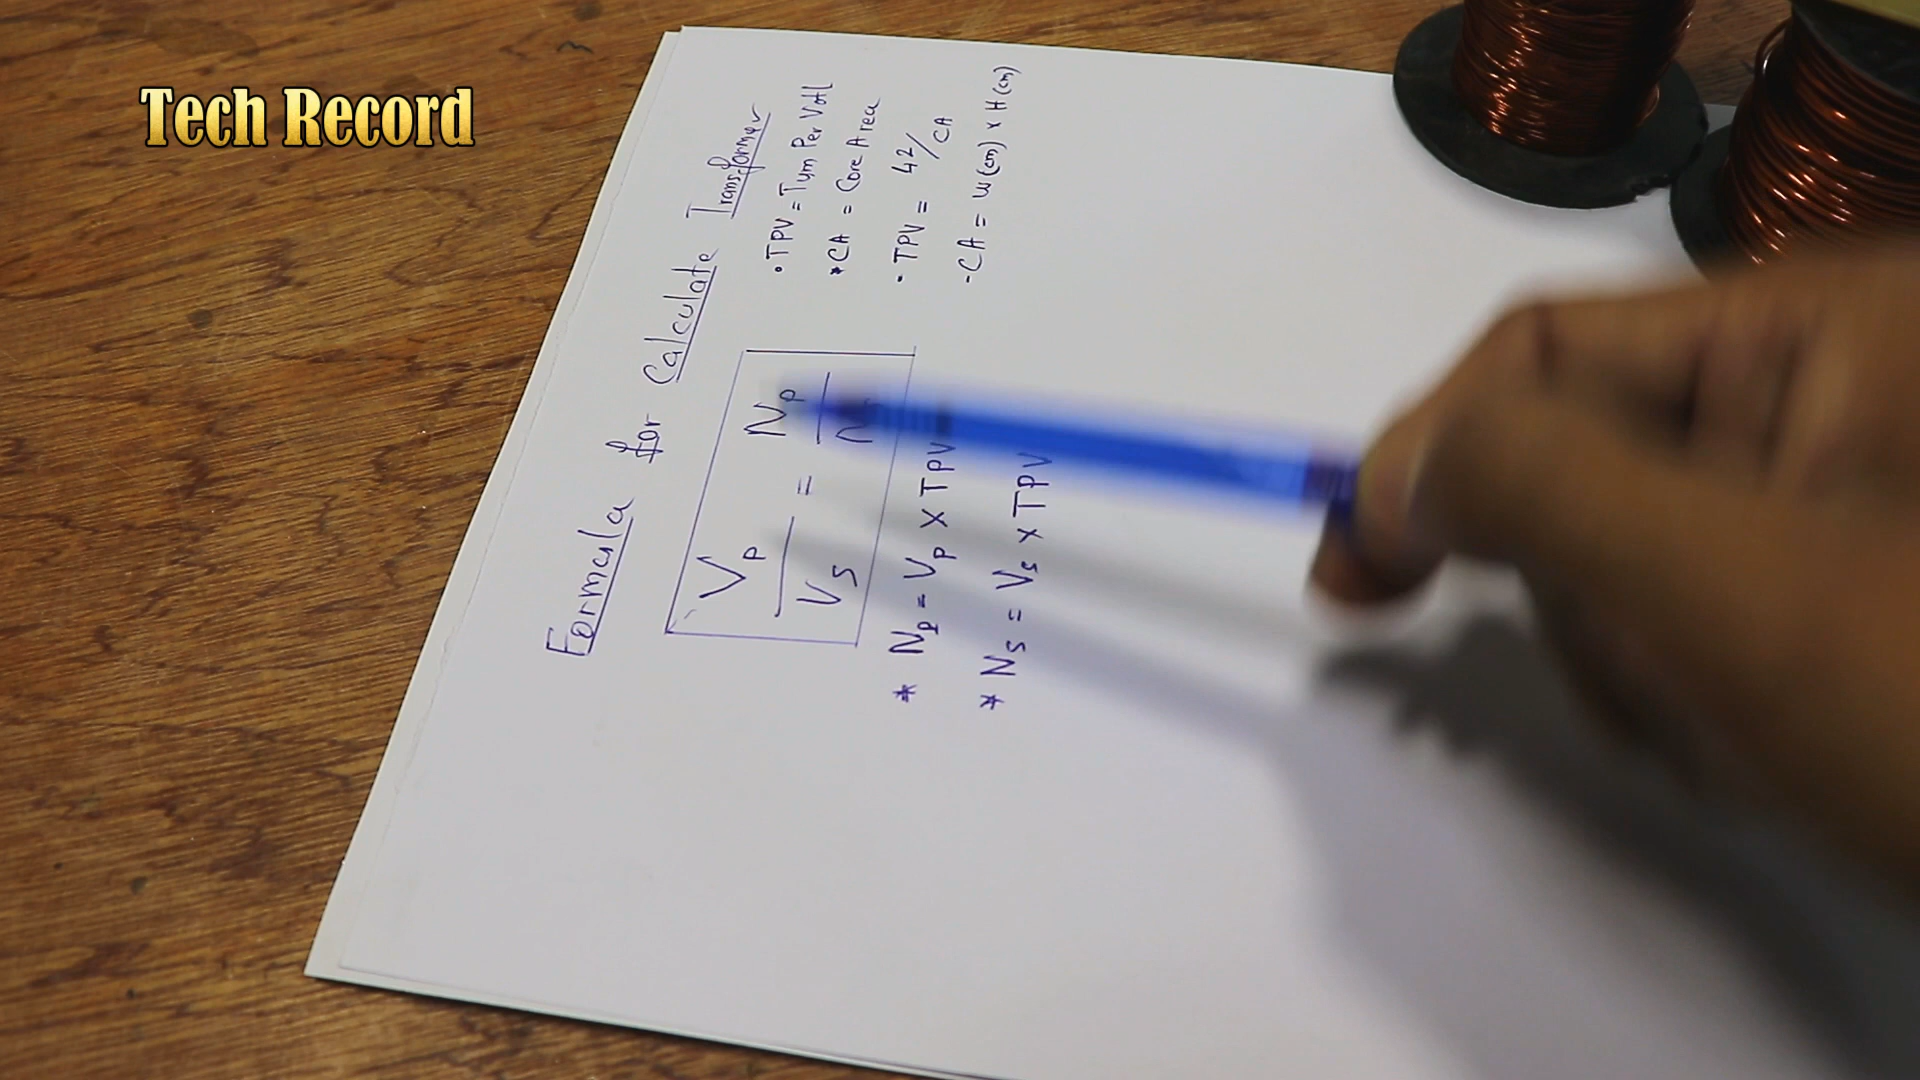 Tech Record
Formula for Calculate Transformer
Vp/Vs = Np/N
* Np = Vp x TPV
* Ns = Vs x TPV
• TPV = Turn Per Volt
* CA = Core Area
- TPV = 42/CA
- CA = W(cm) x H(cm)